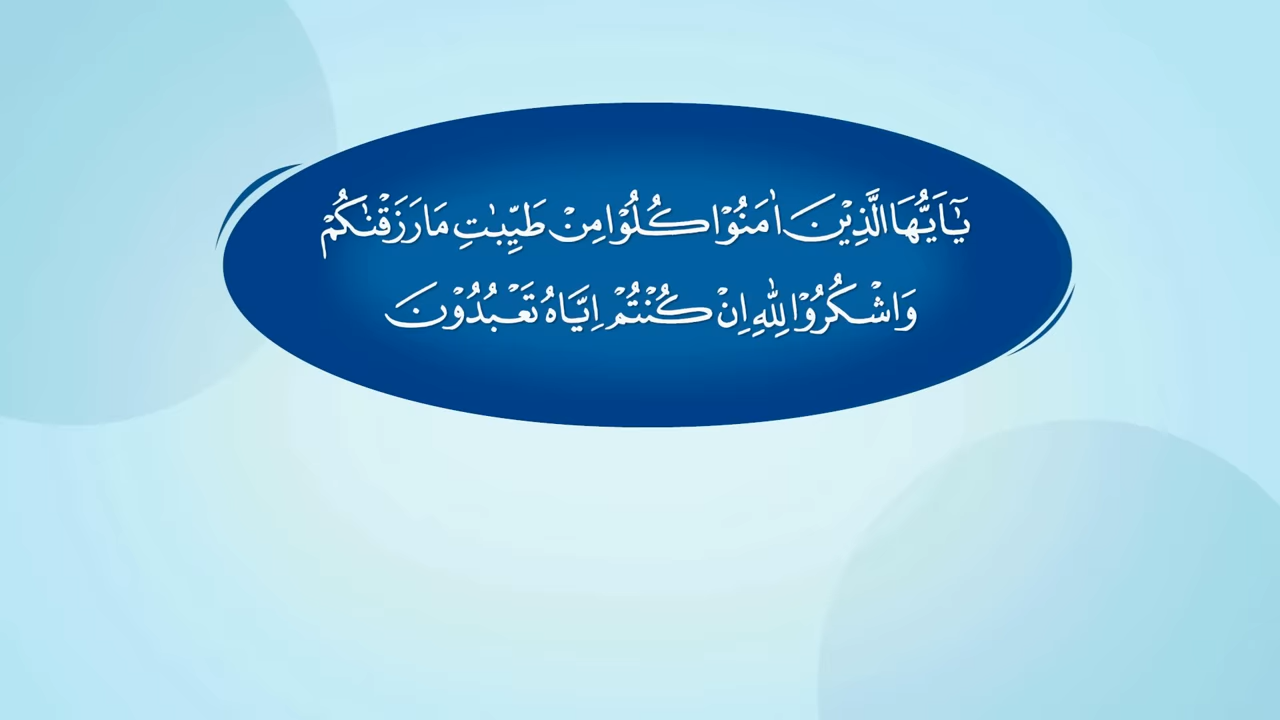 يٰٓاَيُّهَا الَّذِيْنَ اٰمَنُوْا كُلُوْا مِنْ طَيِّبٰتِ مَا رَزَقْنٰكُمْ
وَاشْكُرُوْا لِلّٰهِ اِنْ كُنْتُمْ اِيَّاهُ تَعْبُدُوْنَ